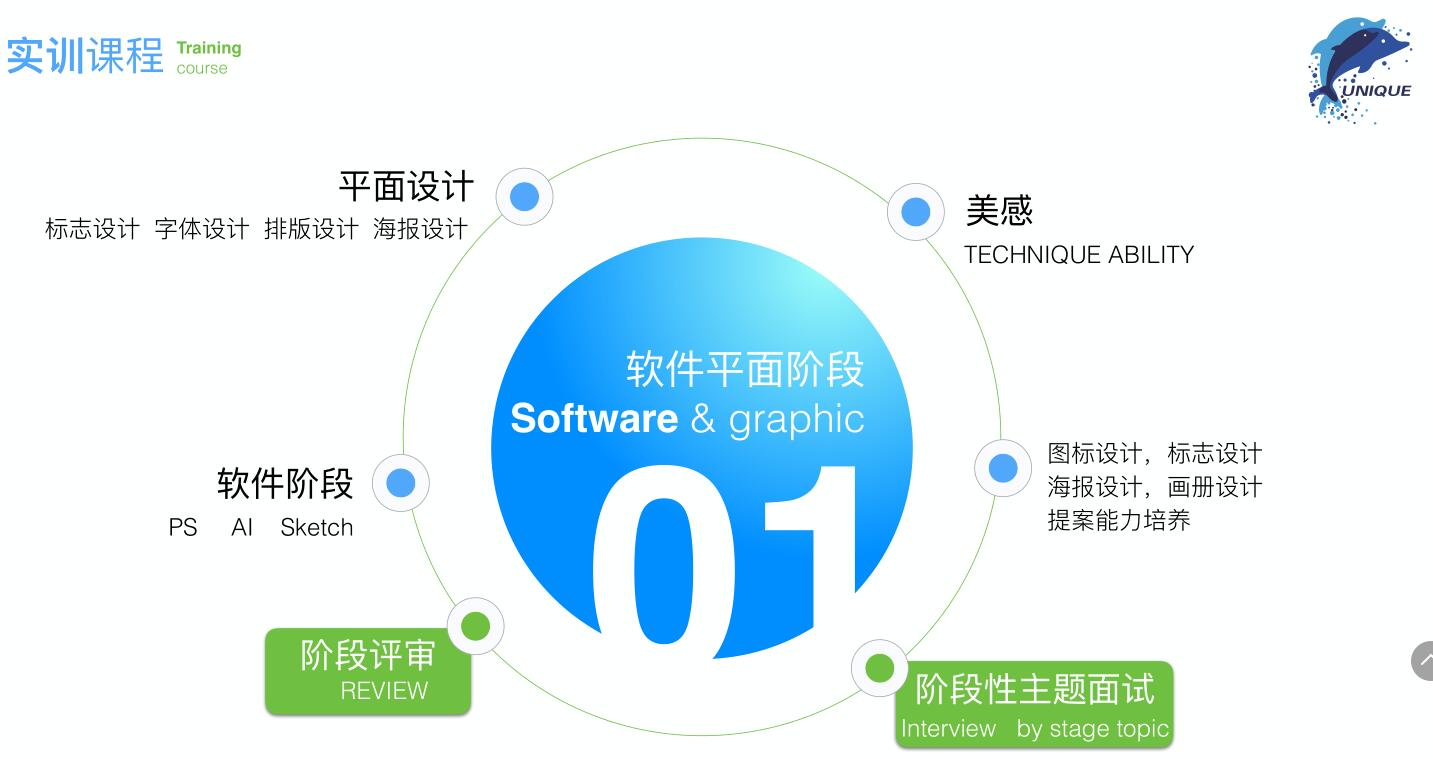 实训课程
Training
course
UNIQUE
平面设计
标志设计 字体设计 排版设计 海报设计
美感
TECHNIQUE ABILITY
软件平面阶段
Software & graphic
01
软件阶段
PS AI Sketch
图标设计，标志设计
海报设计，画册设计
提案能力培养
阶段评审
REVIEW
阶段性主题面试
Interview by stage topic